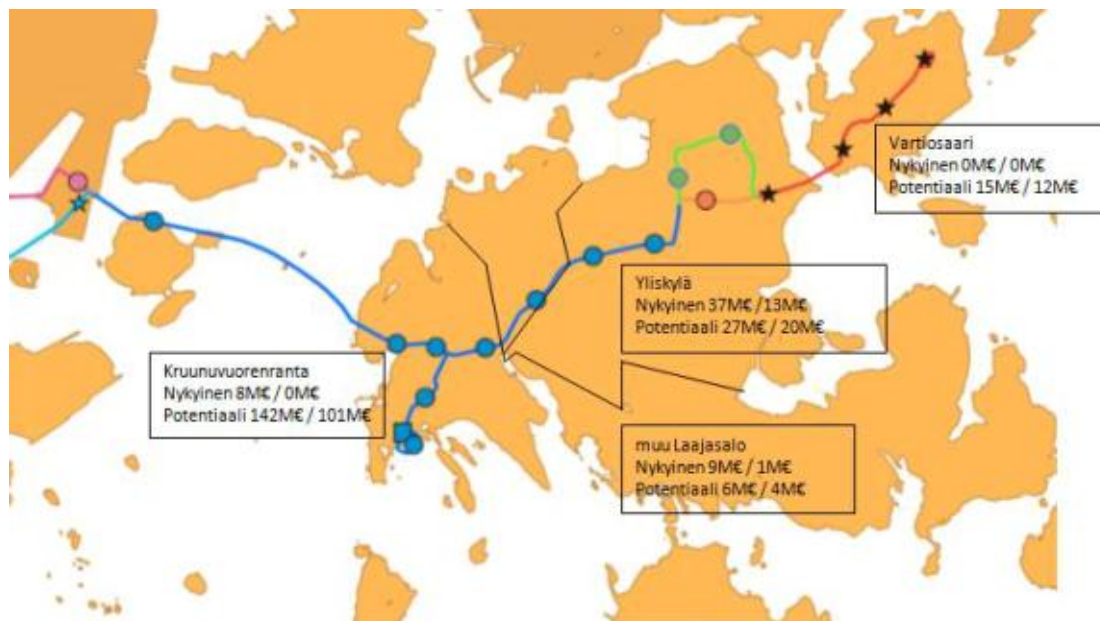 Vartiosaari
Nykyinen 0M€ / 0M€
Potentiaali 15M€ / 12M€
Yliskylä
Nykyinen 37M€ / 13M€
Potentiaali 27M€ / 20M€
Kruunuvuorenranta
Nykyinen 8M€ / 0M€
Potentiaali 142M€ / 101M€
muu Laajasalo
Nykyinen 9M€ / 1M€
Potentiaali 6M€ / 4M€